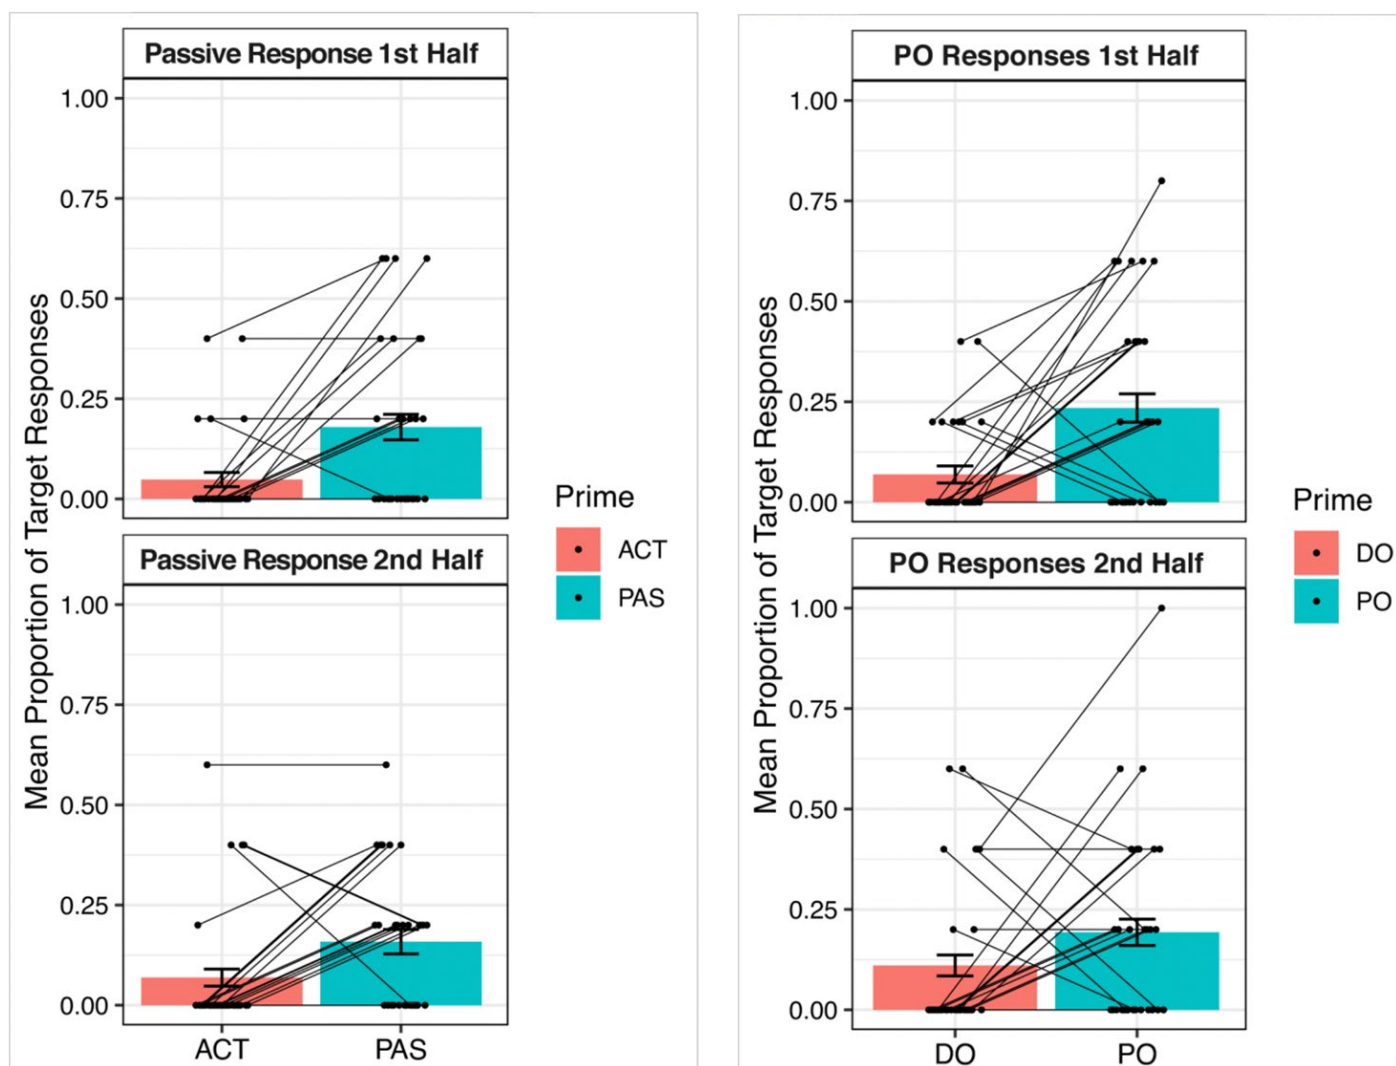 Passive Response 1st Half
1.00
0.75
0.50
0.25
0.00
Passive Response 2nd Half
1.00
0.75
0.50
0.25
0.00
ACT
PAS
Mean Proportion of Target Responses
Prime
ACT
PAS
PO Responses 1st Half
1.00
0.75
0.50
0.25
0.00
PO Responses 2nd Half
1.00
0.75
0.50
0.25
0.00
DO
PO
Mean Proportion of Target Responses
Prime
DO
PO